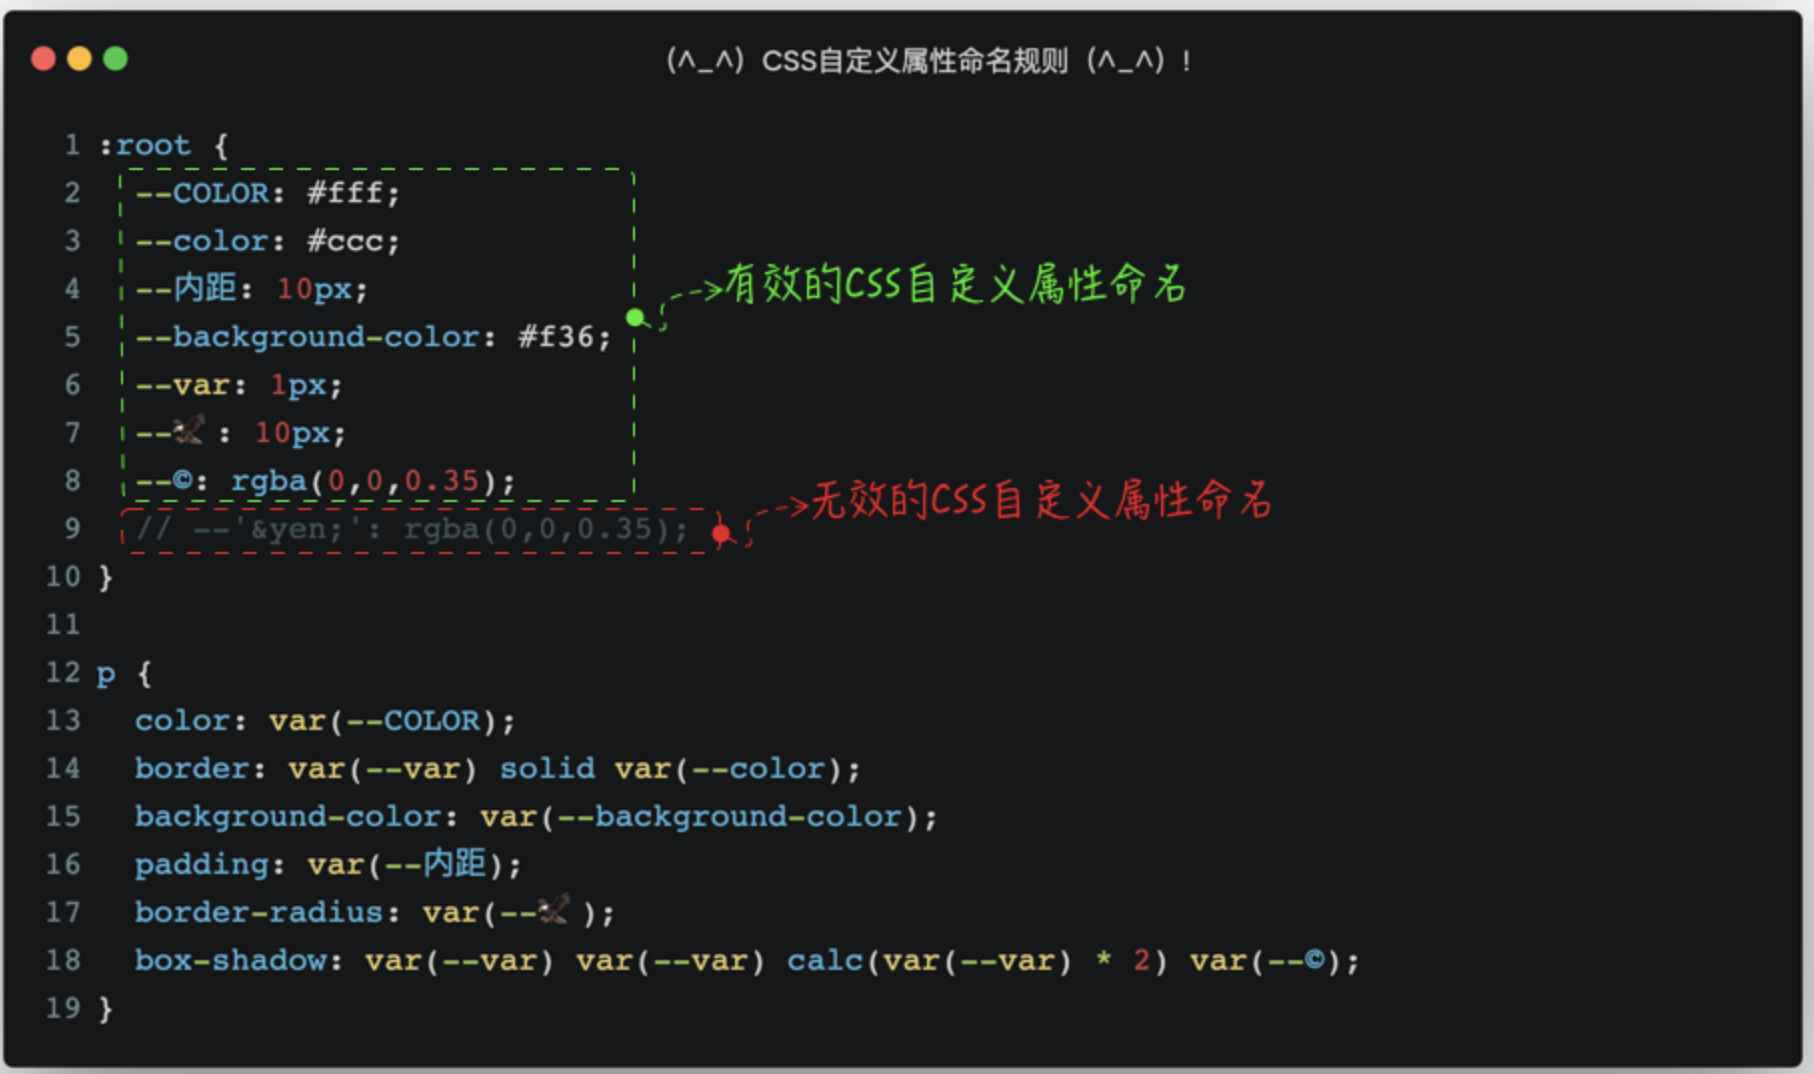 (^_^) CSS自定义属性命名规则 (^_^) !
1 :root {
2 --COLOR: #fff;
3 --color: #ccc;
4 --内距: 10px;
5 --background-color: #f36;
6 --var: 1px;
7 --🦅: 10px;
8 --©: rgba(0,0,0.35);
有效的CSS自定义属性命名
9 // --'&yen;': rgba(0,0,0.35);
无效的CSS自定义属性命名
10 }
11
12 p {
13 color: var(--COLOR);
14 border: var(--var) solid var(--color);
15 background-color: var(--background-color);
16 padding: var(--内距);
17 border-radius: var(--🦅);
18 box-shadow: var(--var) var(--var) calc(var(--var) * 2) var(--©);
19 }